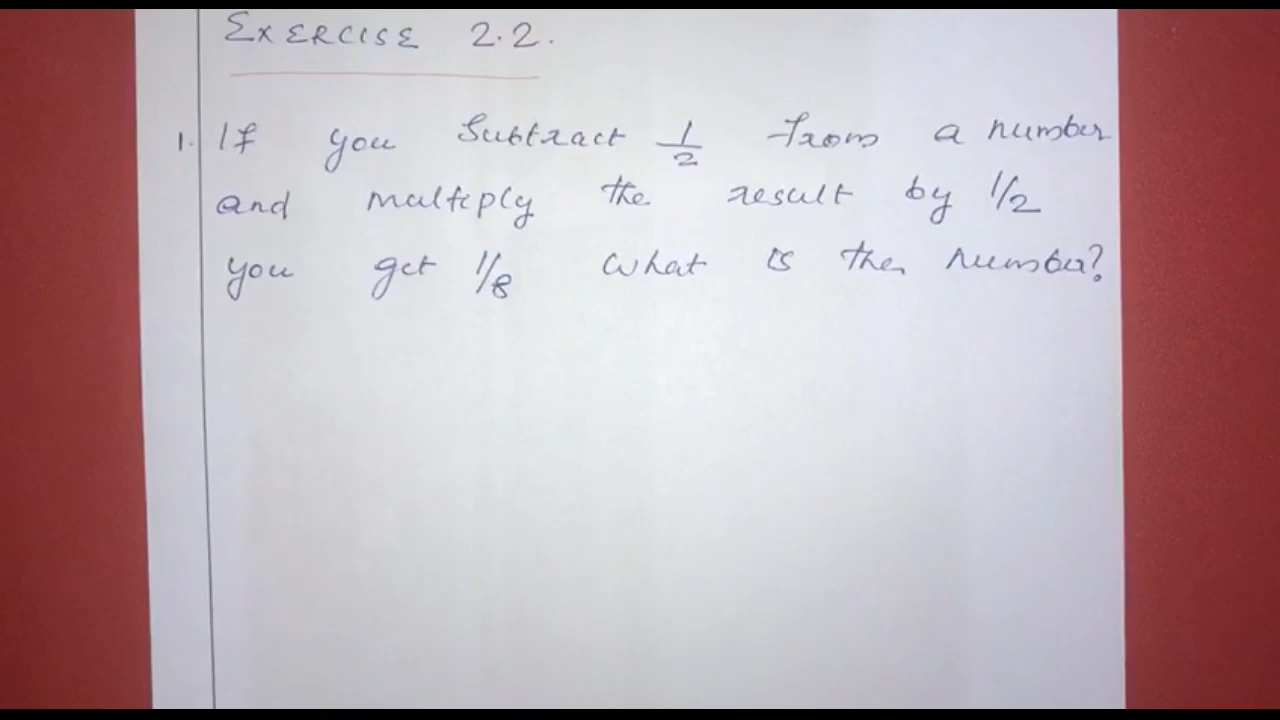 EXERCISE 2.2.
1. If you subtract 1/2 from a number
and multiply the result by 1/2
you get 1/8 what is the number?